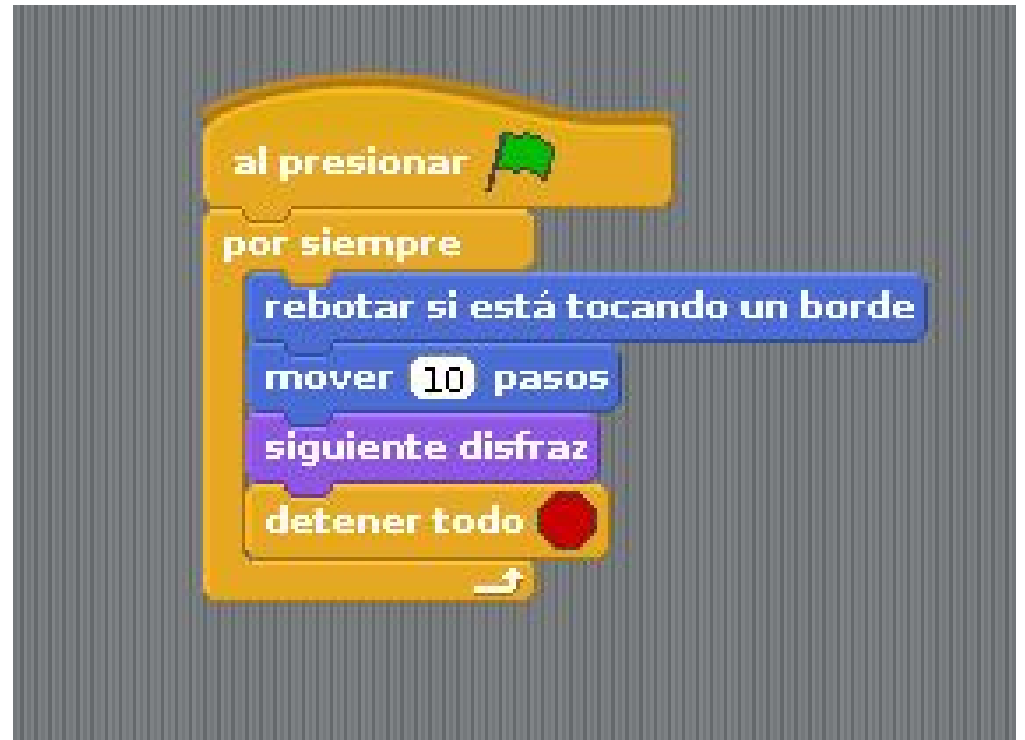 al presionar
por siempre
rebotar si está tocando un borde
mover 10 pasos
siguiente disfraz
detener todo